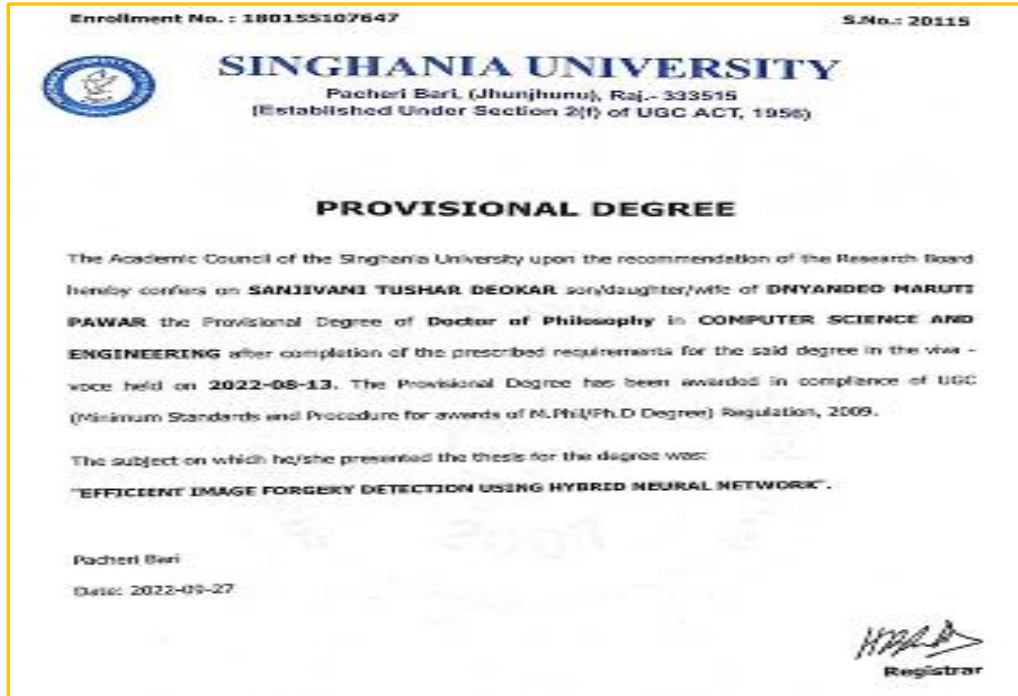 Enrollment No. : 180155107647
S.No.: 20115
SINGHANIA UNIVERSITY
Pacheri Bari, (Jhunjhunu), Raj.- 333515
(Established Under Section 2(f) of UGC ACT, 1956)
PROVISIONAL DEGREE
The Academic Council of the Singhania University upon the recommendation of the Research Board
hereby confers on SANJIVANI TUSHAR DEOKAR son/daughter/wife of DNYANDEO MARUTI
PAWAR the Provisional Degree of Doctor of Philosophy in COMPUTER SCIENCE AND
ENGINEERING after completion of the prescribed requirements for the said degree in the viva -
voce held on 2022-08-13. The Provisional Degree has been awarded in compliance of UGC
(Minimum Standards and Procedure for awards of M.Phil/Ph.D Degree) Regulation, 2009.
The subject on which he/she presented the thesis for the degree was:
"EFFICIENT IMAGE FORGERY DETECTION USING HYBRID NEURAL NETWORK".
Pacheri Bari
Date: 2022-09-27
Registrar